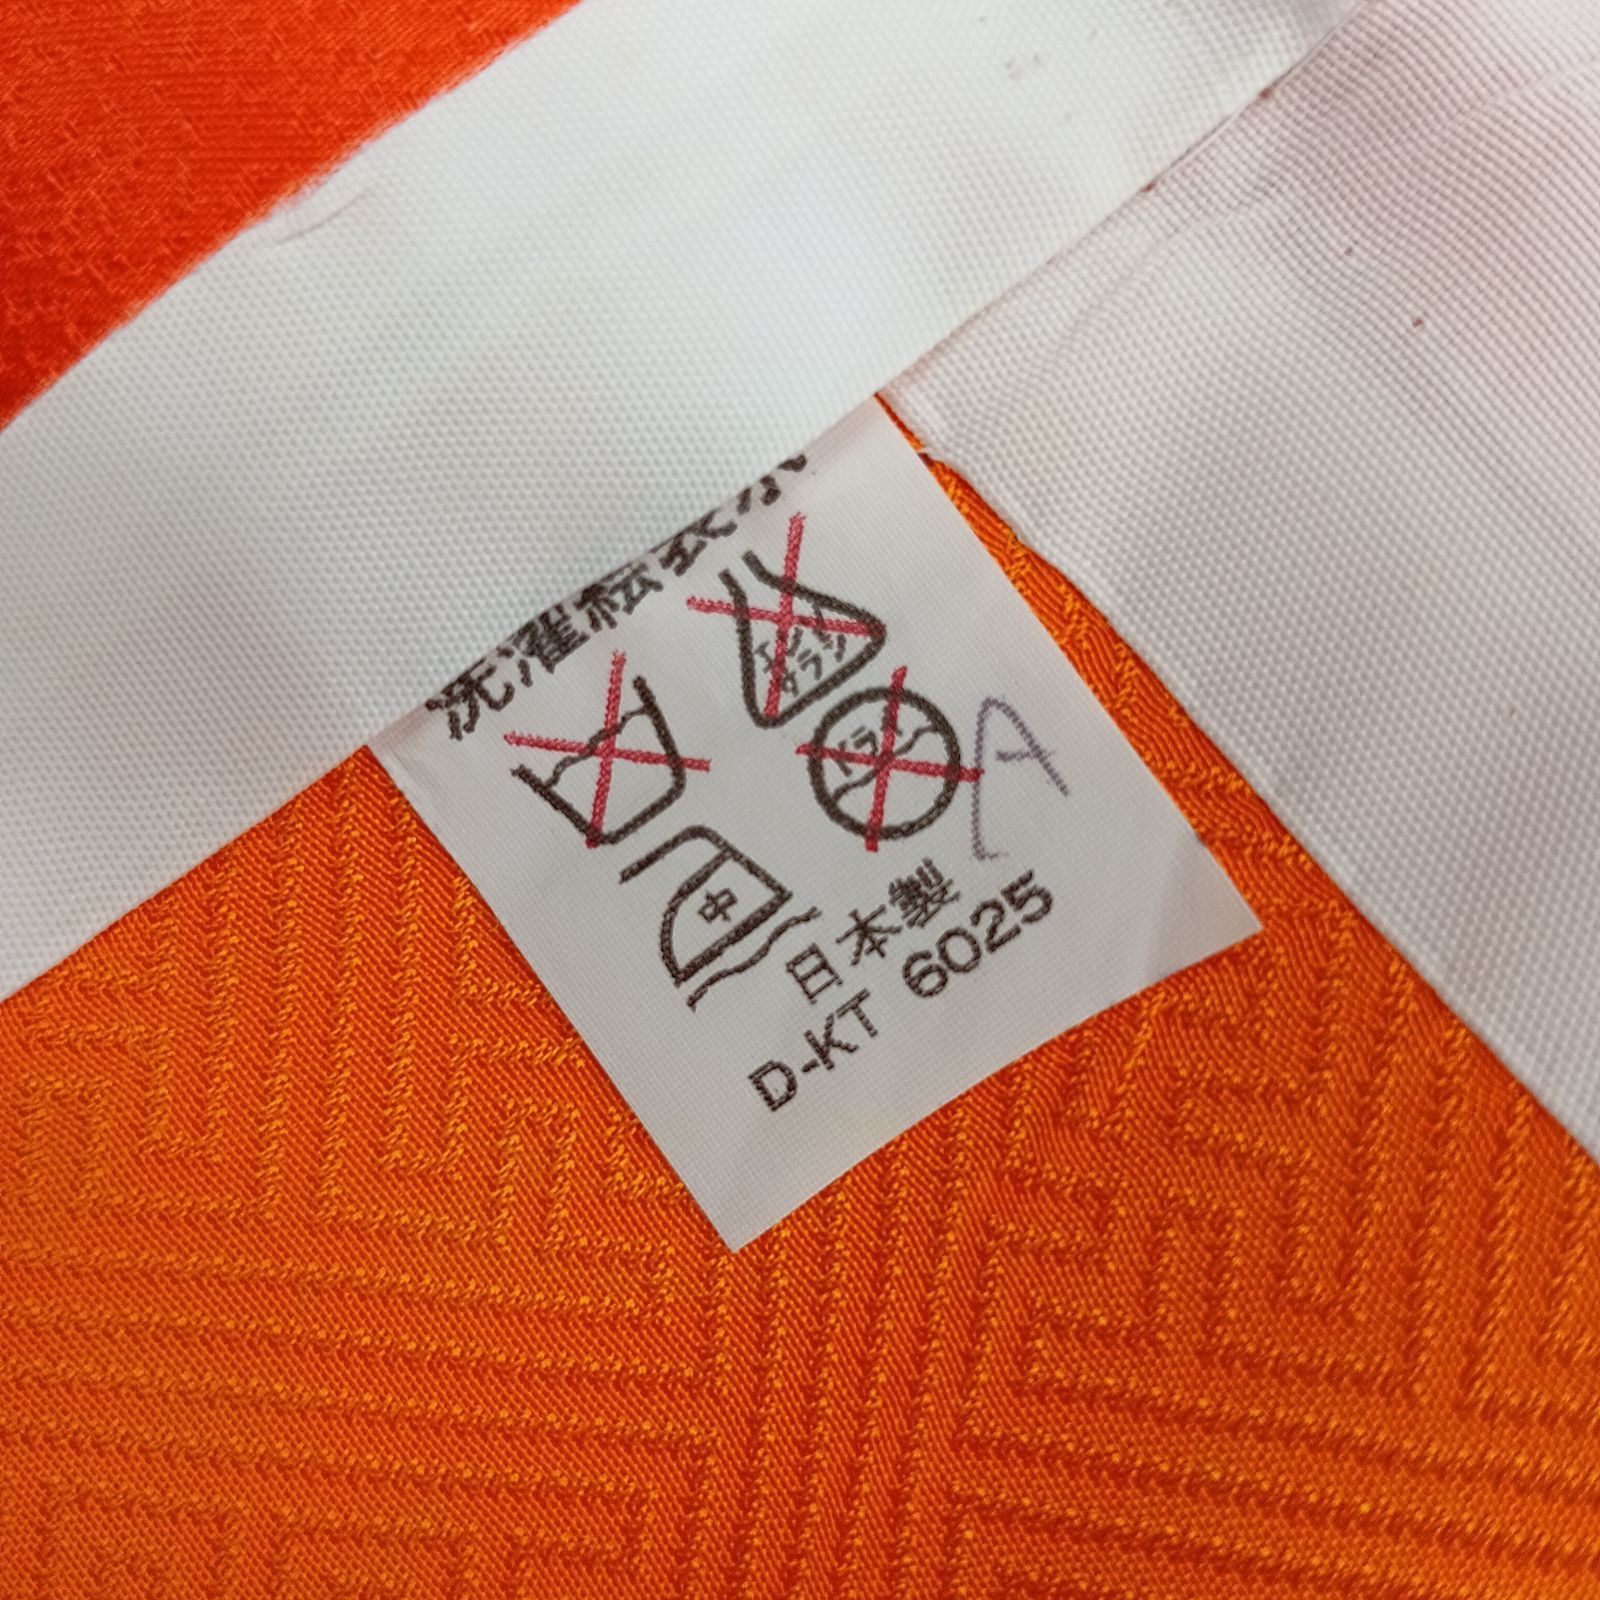 洗濯絵表示
エンソ
サラシ
ドライ
中
A
日本製
D-KT 6025